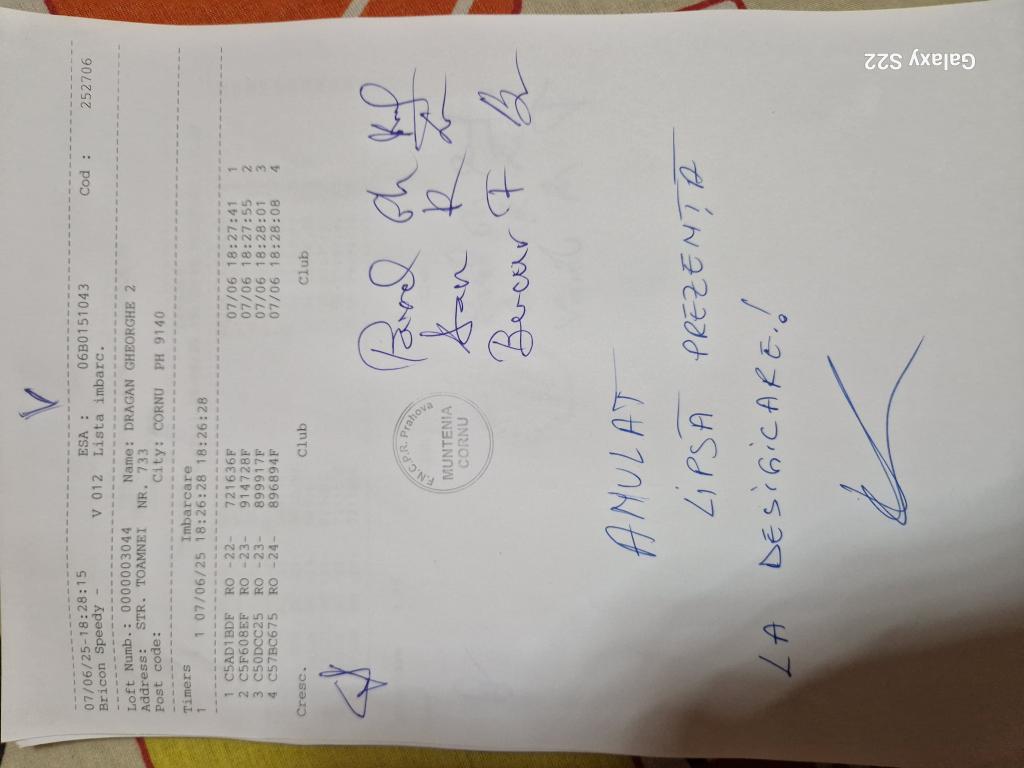 07/06/25-18:28:15 ESA : 06B0151043 Cod : 252706
Bricon Speedy - V 012 Lista imbarc.
Loft Numb.: 0000003044 Name: DRAGAN GHEORGHE 2
Address: STR. TOAMNEI NR. 733
Post code: City: CORNU PH 9140
Timers Imbarcare
1 1 07/06/25 18:26:28 18:26:28
1 C5AD1BDF RO -22- 721636F 07/06 18:27:41 1
2 C5F608EF RO -23- 914728F 07/06 18:27:55 2
3 C50DCC25 RO -23- 899917F 07/06 18:28:01 3
4 C57BC675 RO -24- 896894F 07/06 18:28:08 4
Cresc. Club Club
F.N.C.P.R. Prahova
MUNTENIA
CORNU
ANULAT
LIPSĂ PREZENȚĂ
LA DESIGICARE.!
Galaxy S22